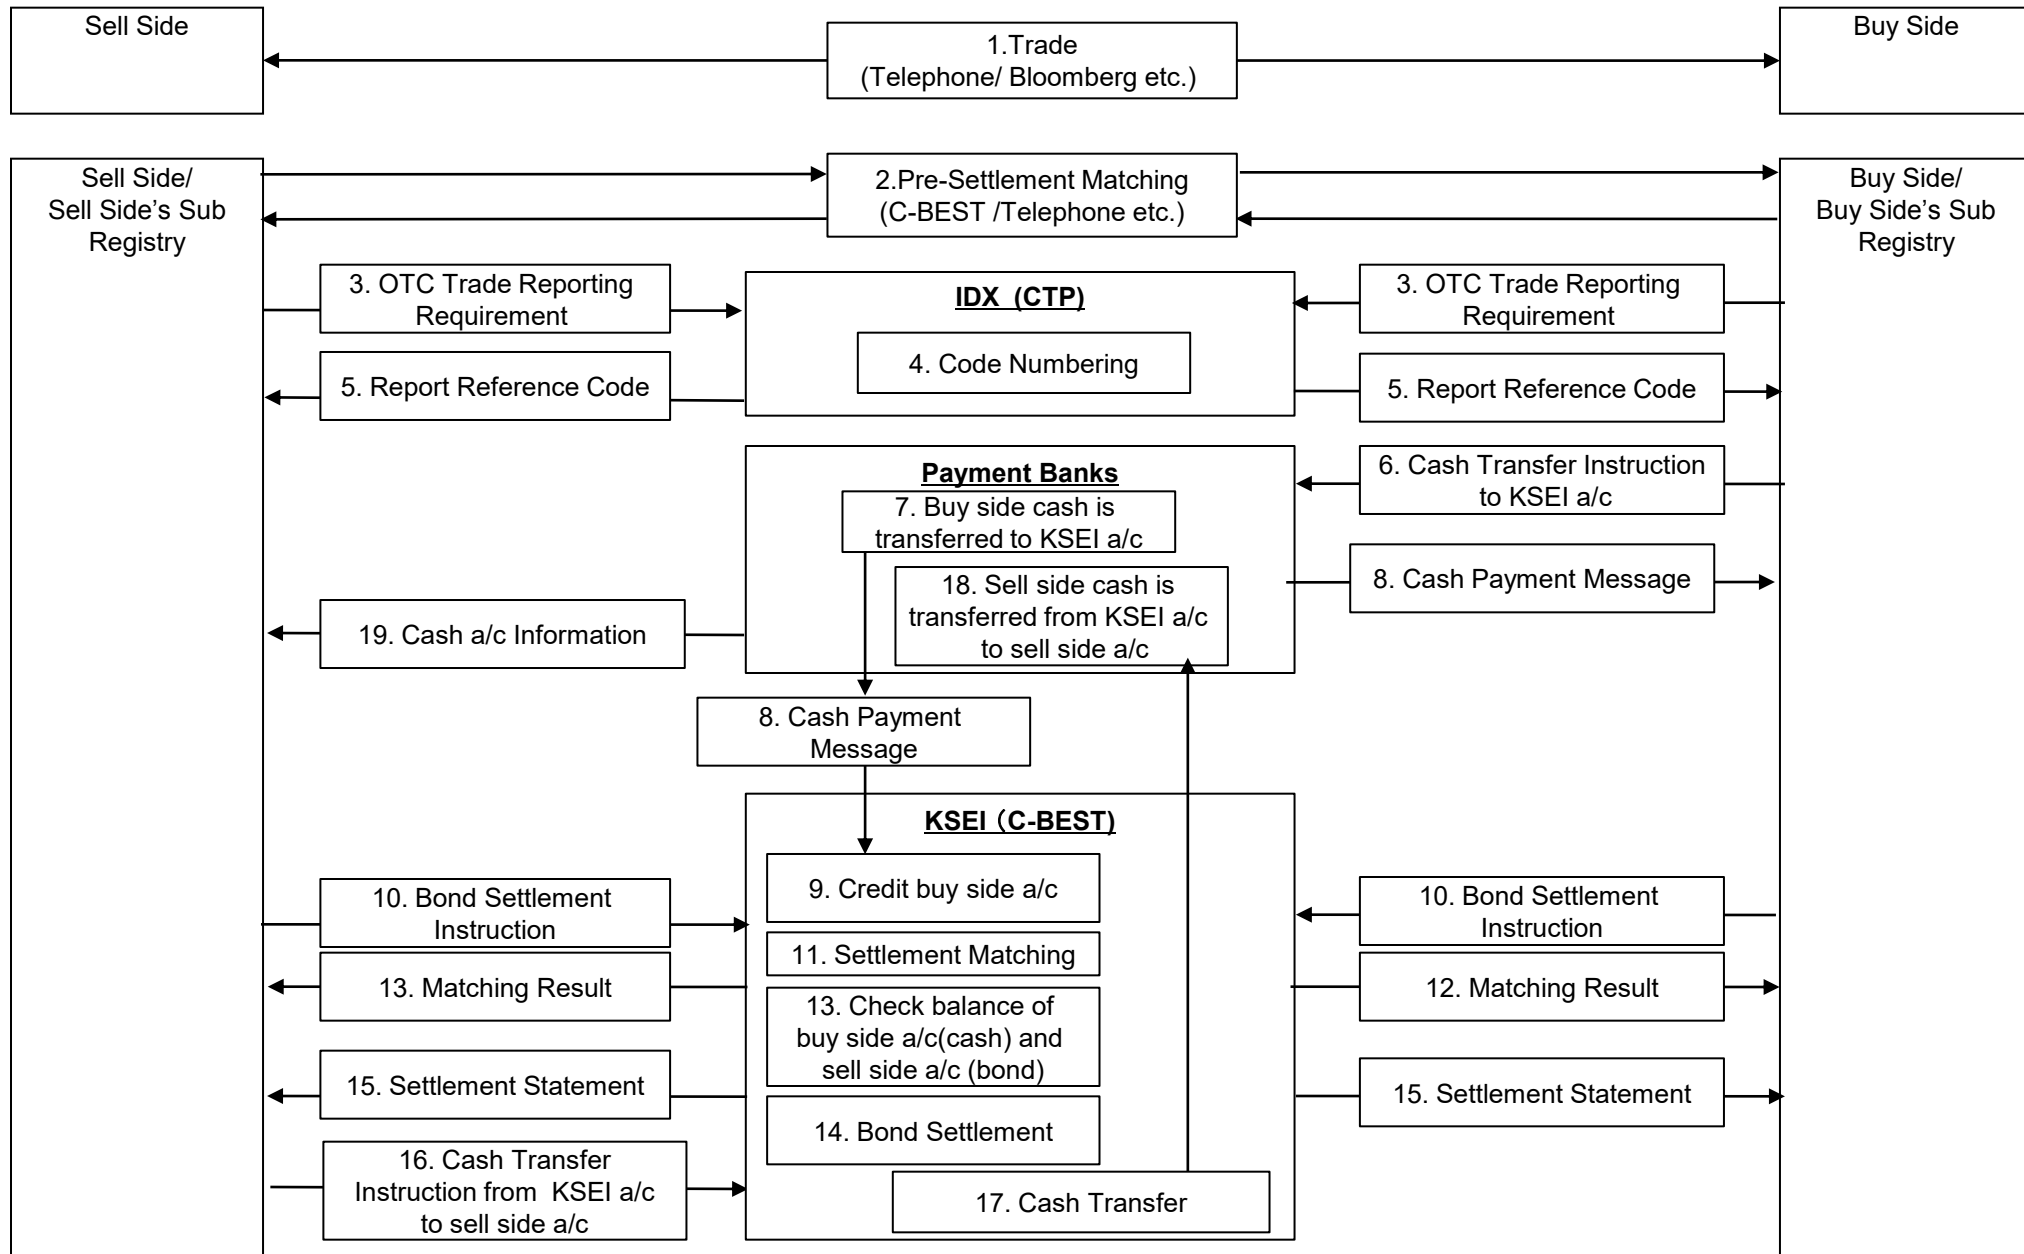 Sell Side
1.Trade
(Telephone/ Bloomberg etc.)
Buy Side
Sell Side/
Sell Side’s Sub
Registry
2.Pre-Settlement Matching
(C-BEST /Telephone etc.)
Buy Side/
Buy Side’s Sub
Registry
3. OTC Trade Reporting
Requirement
IDX (CTP)
3. OTC Trade Reporting
Requirement
4. Code Numbering
5. Report Reference Code
5. Report Reference Code
Payment Banks
6. Cash Transfer Instruction
to KSEI a/c
7. Buy side cash is
transferred to KSEI a/c
18. Sell side cash is
transferred from KSEI a/c
to sell side a/c
8. Cash Payment Message
19. Cash a/c Information
8. Cash Payment
Message
KSEI（C-BEST)
9. Credit buy side a/c
10. Bond Settlement
Instruction
10. Bond Settlement
Instruction
11. Settlement Matching
13. Matching Result
12. Matching Result
13. Check balance of
buy side a/c(cash) and
sell side a/c (bond)
15. Settlement Statement
15. Settlement Statement
14. Bond Settlement
16. Cash Transfer
Instruction from KSEI a/c
to sell side a/c
17. Cash Transfer